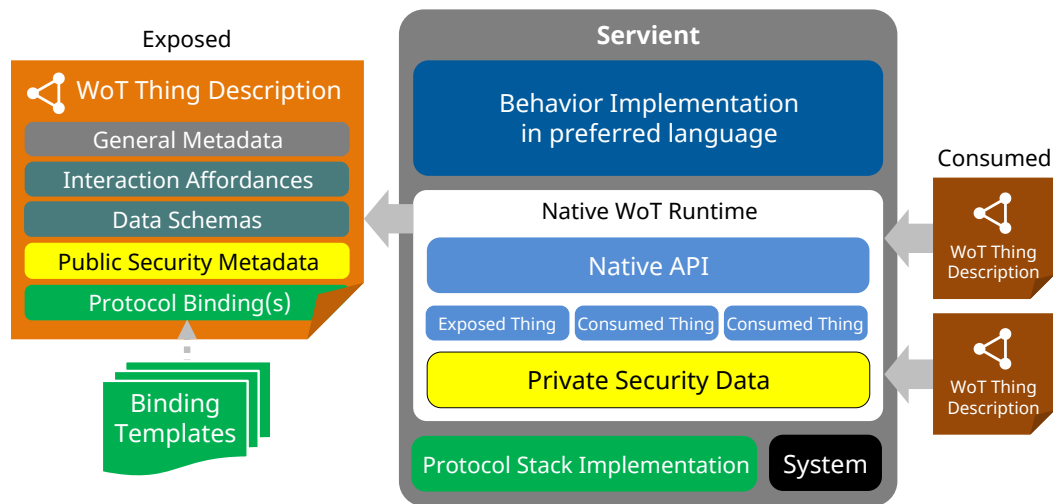 Exposed
WoT Thing Description
General Metadata
Interaction Affordances
Data Schemas
Public Security Metadata
Protocol Binding(s)
Binding
Templates
Servient
Behavior Implementation
in preferred language
Native WoT Runtime
Native API
Exposed Thing
Consumed Thing
Consumed Thing
Private Security Data
Protocol Stack Implementation
System
Consumed
WoT Thing
Description
WoT Thing
Description